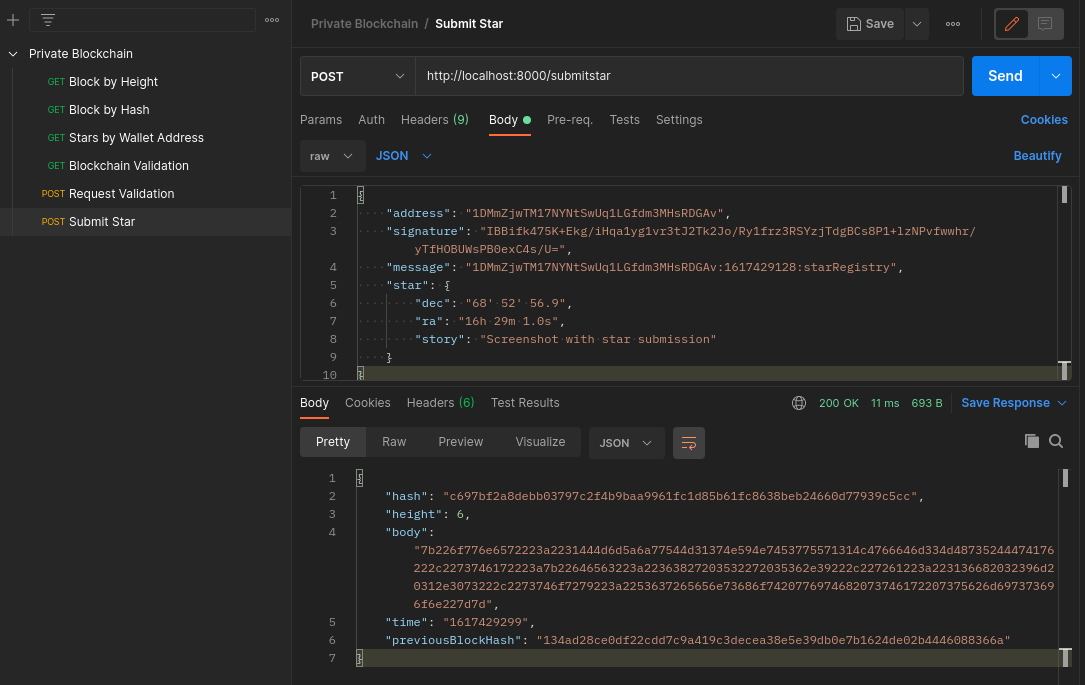 Private Blockchain / Submit Star
Save
Private Blockchain
GET Block by Height
GET Block by Hash
GET Stars by Wallet Address
GET Blockchain Validation
POST Request Validation
POST Submit Star
POST http://localhost:8000/submitstar Send
Params Auth Headers (9) Body Pre-req. Tests Settings Cookies
raw JSON Beautify
1 {
2 "address": "1DMmZjwTM17NYNtSwUq1LGfdm3MHsRDGAv",
3 "signature": "IBBifk475K+Ekg/iHqa1yg1vr3tJ2Tk2Jo/Ry1frz3RSYzjTdgBCs8P1+lzNPvfwwhr/
yTfHOBUWsPB0exC4s/U=",
4 "message": "1DMmZjwTM17NYNtSwUq1LGfdm3MHsRDGAv:1617429128:starRegistry",
5 "star": {
6 "dec": "68' 52' 56.9",
7 "ra": "16h 29m 1.0s",
8 "story": "Screenshot with star submission"
9 }
10 }
Body Cookies Headers (6) Test Results 200 OK 11 ms 693 B Save Response
Pretty Raw Preview Visualize JSON
1 {
2 "hash": "c697bf2a8debb03797c2f4b9baa9961fc1d85b61fc8638beb24660d77939c5cc",
3 "height": 6,
4 "body":
"7b226f776e6572223a2231444d6d5a6a77544d31374e594e7453775571314c4766646d334d48735244474176
222c2273746172223a7b22646563223a2236382720353227203536 2e39222c227261223a223136682032396d2
0312e3073222c2273746f7279223a2253637265656e73686f742077697468207374617220737562 6d69737369
6f6e227d7d",
5 "time": "1617429299",
6 "previousBlockHash": "134ad28ce0df22cdd7c9a419c3decea38e5e39db0e7b1624de02b4446088366a"
7 }